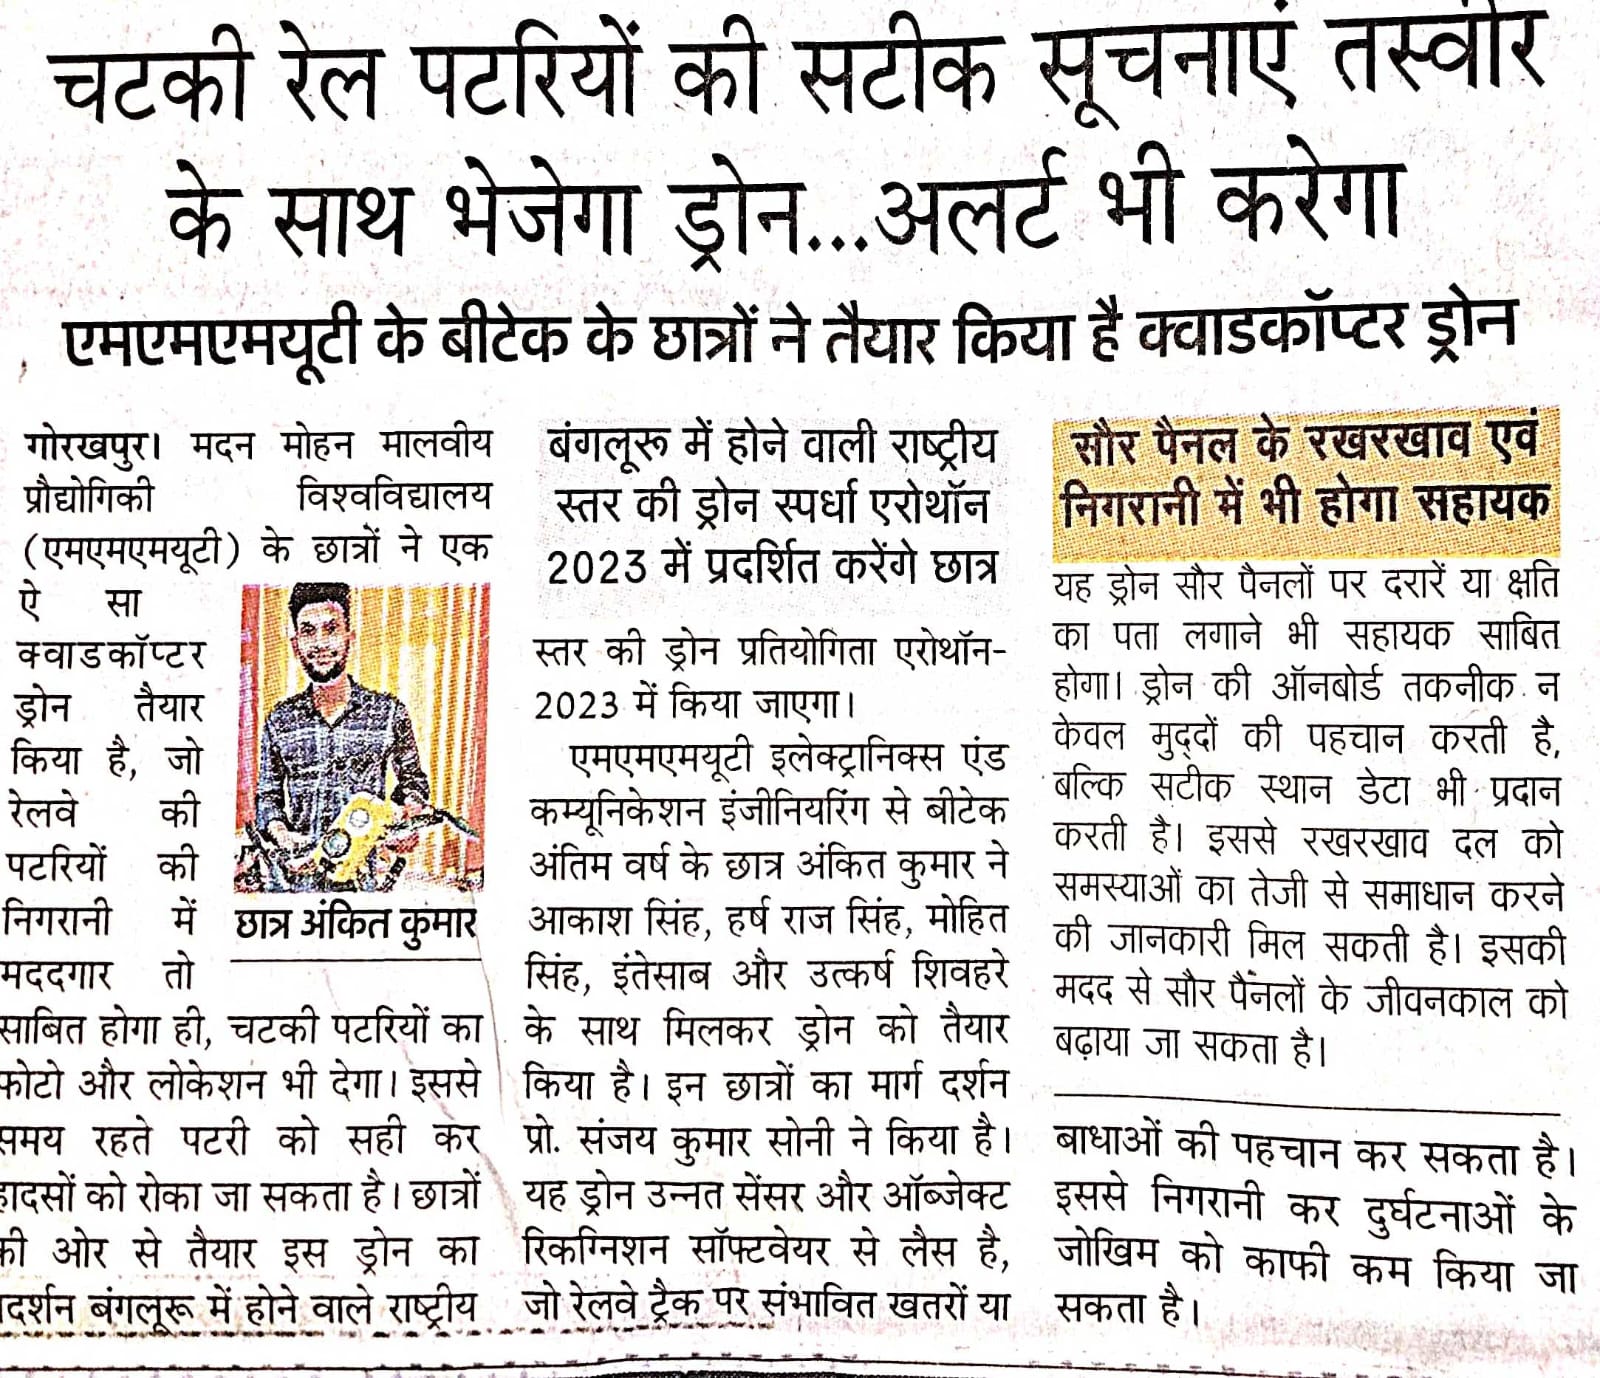 चटकी रेल पटरियों की सटीक सूचनाएं तस्वीर
के साथ भेजेगा ड्रोन...अलर्ट भी करेगा
एमएमएमयूटी के बीटेक के छात्रों ने तैयार किया है क्वाडकॉप्टर ड्रोन
गोरखपुर। मदन मोहन मालवीय
प्रौद्योगिकी विश्वविद्यालय
(एमएमएमयूटी) के छात्रों ने एक
ऐ सा
क्वाडकॉप्टर
ड्रोन तैयार
किया है, जो
रेलवे की
पटरियों की
निगरानी में
मददगार तो
छात्र अंकित कुमार
साबित होगा ही, चटकी पटरियों का
फोटो और लोकेशन भी देगा। इससे
समय रहते पटरी को सही कर
हादसों को रोका जा सकता है। छात्रों
की ओर से तैयार इस ड्रोन का
प्रदर्शन बंगलूरू में होने वाले राष्ट्रीय
बंगलूरू में होने वाली राष्ट्रीय
स्तर की ड्रोन स्पर्धा एरोथॉन
2023 में प्रदर्शित करेंगे छात्र
स्तर की ड्रोन प्रतियोगिता एरोथॉन-
2023 में किया जाएगा।
एमएमएमयूटी इलेक्ट्रानिक्स एंड
कम्यूनिकेशन इंजीनियरिंग से बीटेक
अंतिम वर्ष के छात्र अंकित कुमार ने
आकाश सिंह, हर्ष राज सिंह, मोहित
सिंह, इंतेसाब और उत्कर्ष शिवहरे
के साथ मिलकर ड्रोन को तैयार
किया है। इन छात्रों का मार्ग दर्शन
प्रो. संजय कुमार सोनी ने किया है।
यह ड्रोन उन्नत सेंसर और ऑब्जेक्ट
रिकग्निशन सॉफ्टवेयर से लैस है,
जो रेलवे ट्रैक पर संभावित खतरों या
सौर पैनल के रखरखाव एवं
निगरानी में भी होगा सहायक
यह ड्रोन सौर पैनलों पर दरारें या क्षति
का पता लगाने भी सहायक साबित
होगा। ड्रोन की ऑनबोर्ड तकनीक न
केवल मुद्दों की पहचान करती है,
बल्कि सटीक स्थान डेटा भी प्रदान
करती है। इससे रखरखाव दल को
समस्याओं का तेजी से समाधान करने
की जानकारी मिल सकती है। इसकी
मदद से सौर पैनलों के जीवनकाल को
बढ़ाया जा सकता है।
बाधाओं की पहचान कर सकता है।
इससे निगरानी कर दुर्घटनाओं के
जोखिम को काफी कम किया जा
सकता है।